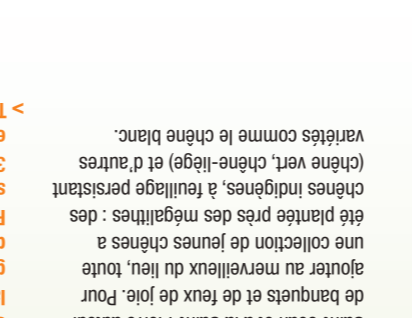 de banquets et de feux de joie. Pour
ajouter au merveilleux du lieu, toute
une collection de jeunes chênes a
été plantée près des mégalithes : des
chênes indigènes, à feuillage persistant
(chêne vert, chêne-liège) et d'autres
variétés comme le chêne blanc.